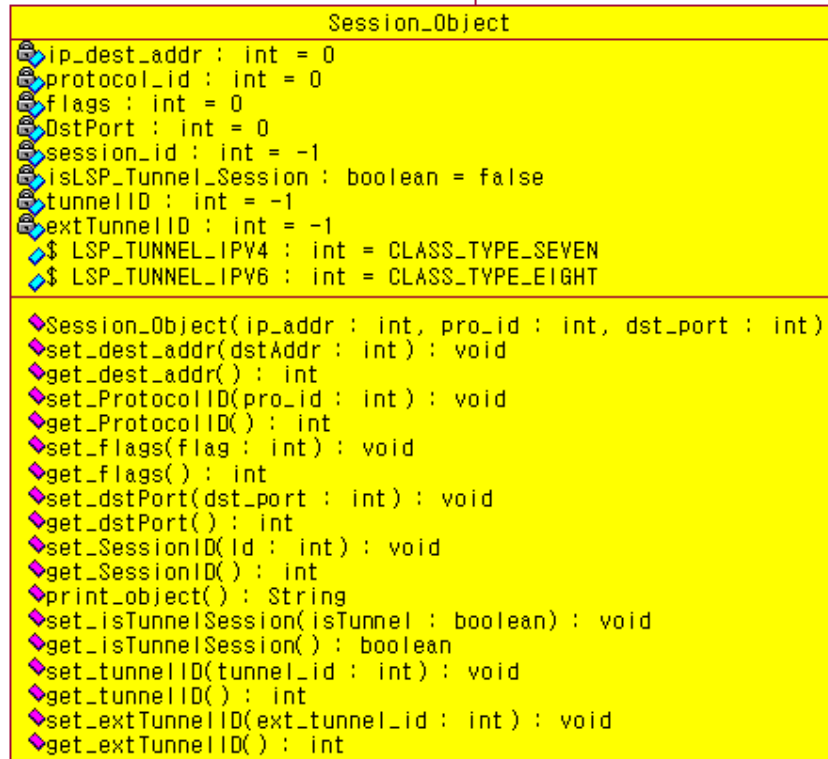 Session_Object
ip_dest_addr : int = 0
protocol_id : int = 0
flags : int = 0
DstPort : int = 0
session_id : int = -1
isLSP_Tunnel_Session : boolean = false
tunnelID : int = -1
extTunnelID : int = -1
$ LSP_TUNNEL_IPV4 : int = CLASS_TYPE_SEVEN
$ LSP_TUNNEL_IPV6 : int = CLASS_TYPE_EIGHT
Session_Object(ip_addr : int, pro_id : int, dst_port : int)
set_dest_addr(dstAddr : int) : void
get_dest_addr() : int
set_ProtocolID(pro_id : int) : void
get_ProtocolID() : int
set_flags(flag : int) : void
get_flags() : int
set_dstPort(dst_port : int) : void
get_dstPort() : int
set_SessionID(Id : int) : void
get_SessionID() : int
print_object() : String
set_isTunnelSession(isTunnel : boolean) : void
get_isTunnelSession() : boolean
set_tunnelID(tunnel_id : int) : void
get_tunnelID() : int
set_extTunnelID(ext_tunnel_id : int) : void
get_extTunnelID() : int